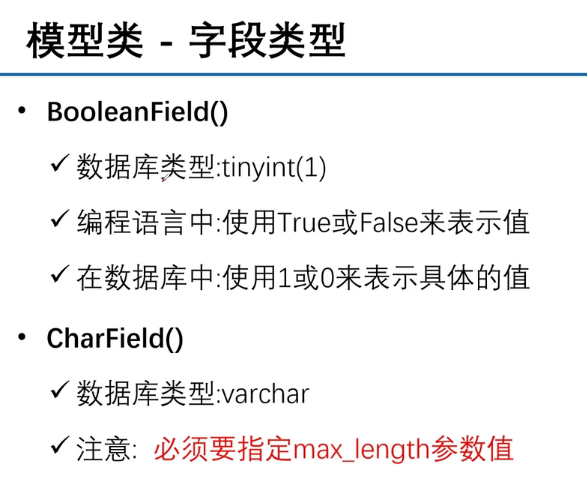 模型类 - 字段类型
• BooleanField()
✓ 数据库类型:tinyint(1)
✓ 编程语言中:使用True或False来表示值
✓ 在数据库中:使用1或0来表示具体的值
• CharField()
✓ 数据库类型:varchar
✓ 注意: 必须要指定max_length参数值